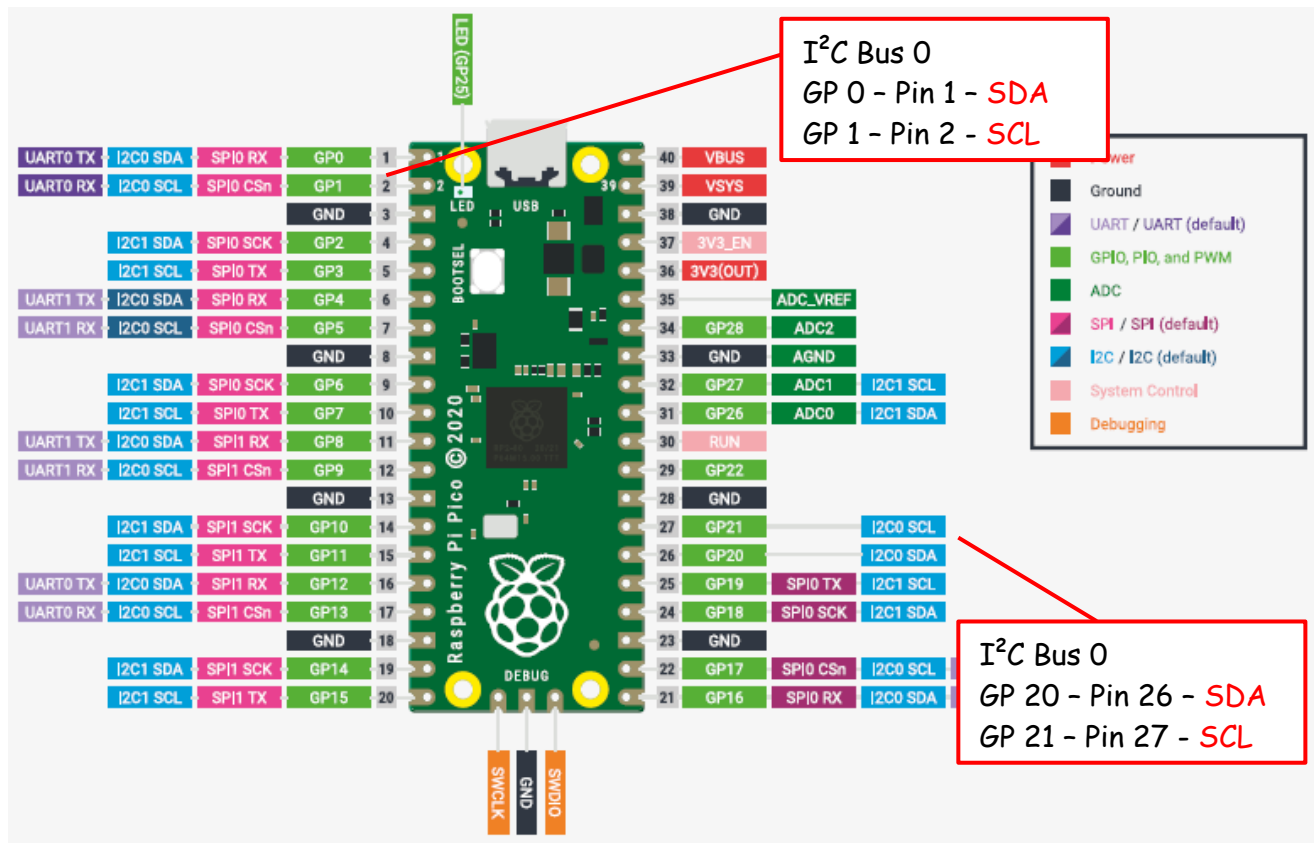 LED (GP25)
I²C Bus 0
GP 0 – Pin 1 – SDA
GP 1 – Pin 2 - SCL
UART0 TX I2C0 SDA SPI0 RX GP0 1
UART0 RX I2C0 SCL SPI0 CSn GP1 2
GND 3
I2C1 SDA SPI0 SCK GP2 4
I2C1 SCL SPI0 TX GP3 5
UART1 TX I2C0 SDA SPI0 RX GP4 6
UART1 RX I2C0 SCL SPI0 CSn GP5 7
GND 8
I2C1 SDA SPI0 SCK GP6 9
I2C1 SCL SPI0 TX GP7 10
UART1 TX I2C0 SDA SPI1 RX GP8 11
UART1 RX I2C0 SCL SPI1 CSn GP9 12
GND 13
I2C1 SDA SPI1 SCK GP10 14
I2C1 SCL SPI1 TX GP11 15
UART0 TX I2C0 SDA SPI1 RX GP12 16
UART0 RX I2C0 SCL SPI1 CSn GP13 17
GND 18
I2C1 SDA SPI1 SCK GP14 19
I2C1 SCL SPI1 TX GP15 20
1
2
39
LED
USB
BOOTSEL
Raspberry Pi Pico © 2020
DEBUG
SWCLK
GND
SWDIO
40 VBUS
39 VSYS
38 GND
37 3V3_EN
36 3V3(OUT)
35 ADC_VREF
34 GP28 ADC2
33 GND AGND
32 GP27 ADC1 I2C1 SCL
31 GP26 ADC0 I2C1 SDA
30 RUN
29 GP22
28 GND
27 GP21 I2C0 SCL
26 GP20 I2C0 SDA
25 GP19 SPI0 TX I2C1 SCL
24 GP18 SPI0 SCK I2C1 SDA
23 GND
22 GP17 SPI0 CSn I2C0 SCL
21 GP16 SPI0 RX I2C0 SDA
Ground
UART / UART (default)
GPIO, PIO, and PWM
ADC
SPI / SPI (default)
I2C / I2C (default)
System Control
Debugging
I²C Bus 0
GP 20 – Pin 26 – SDA
GP 21 – Pin 27 - SCL